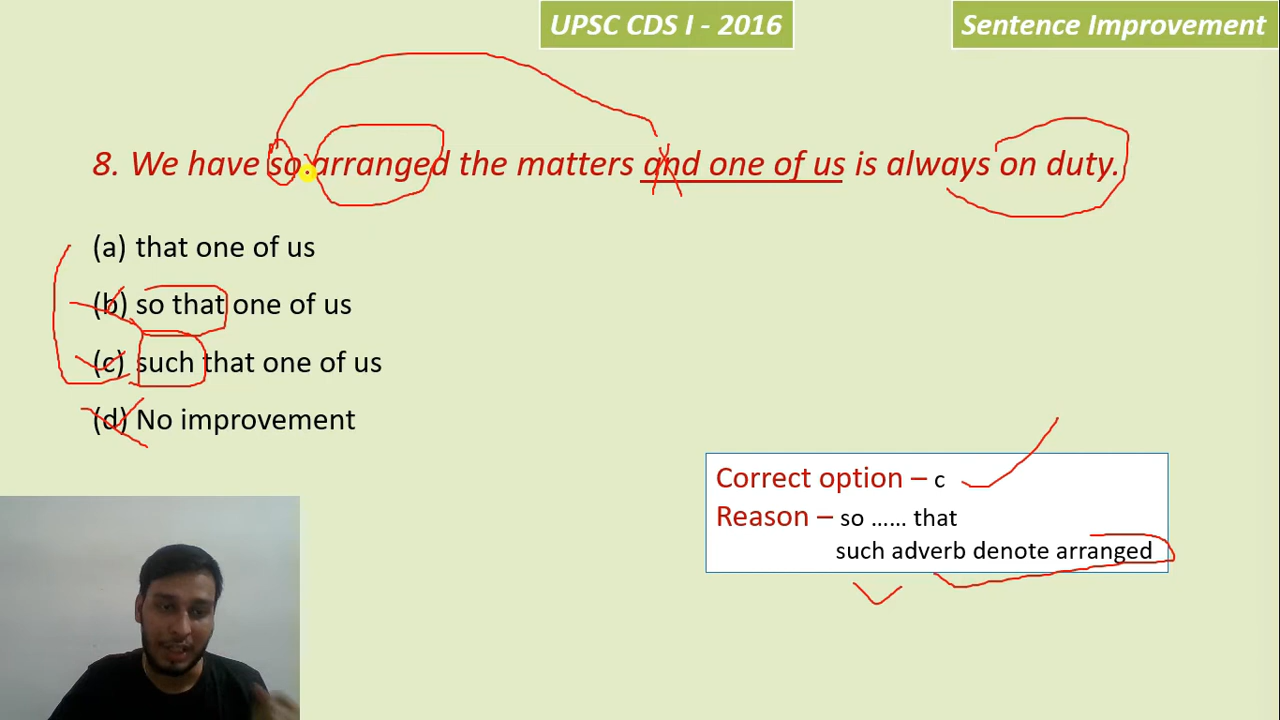 UPSC CDS I - 2016
Sentence Improvement
8. We have so arranged the matters and one of us is always on duty.
(a) that one of us
(b) so that one of us
(c) such that one of us
(d) No improvement
Correct option – c
Reason – so ...... that
such adverb denote arranged